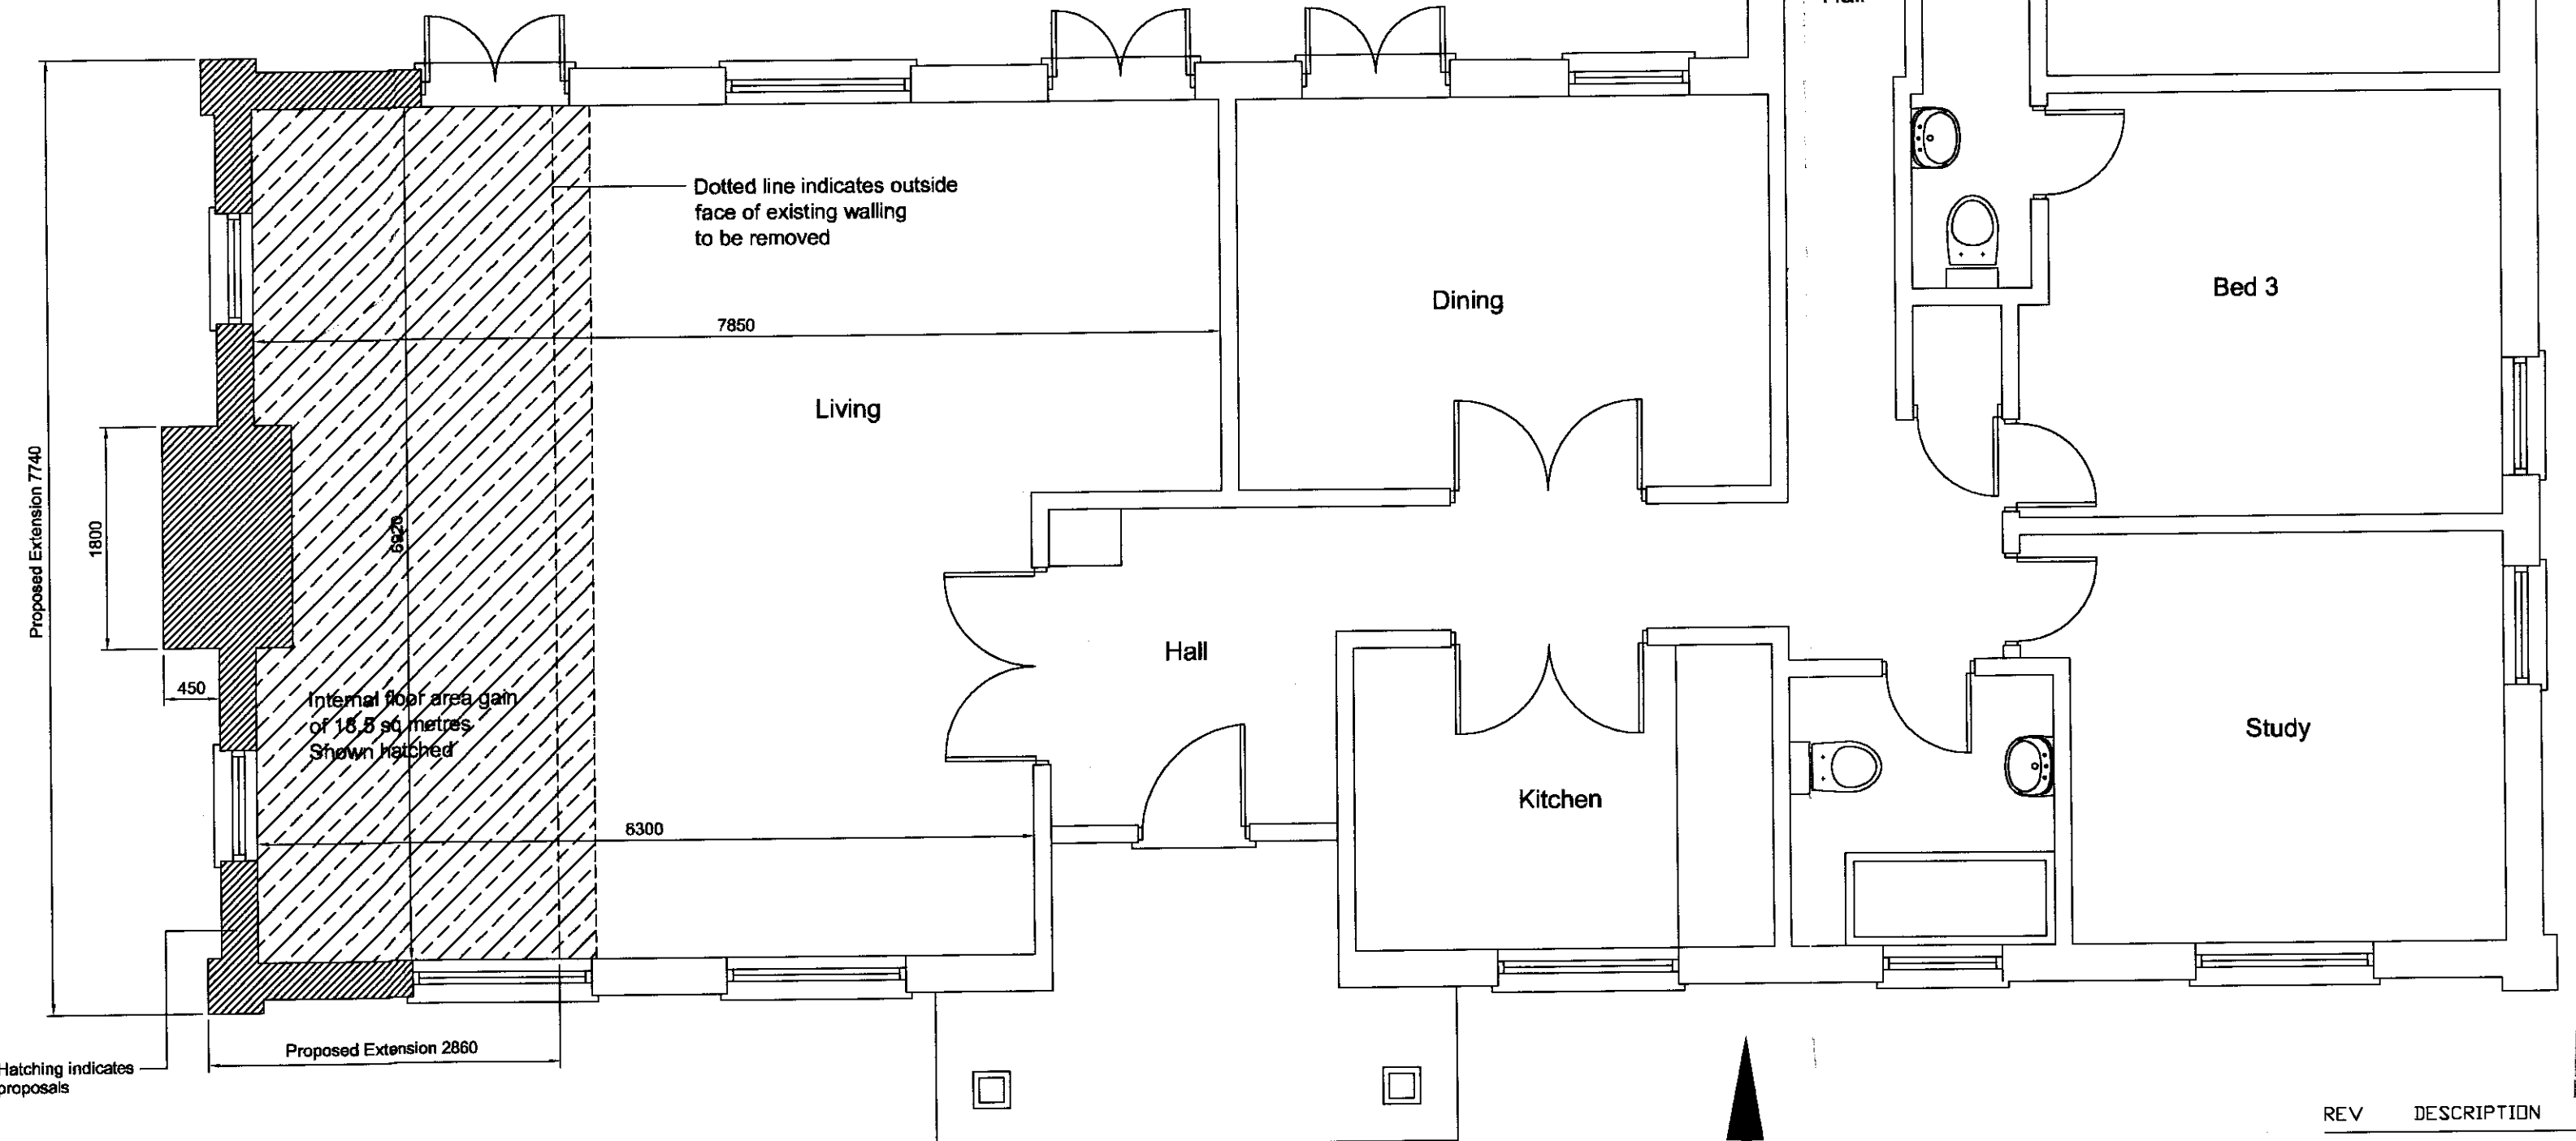 Hall
Dotted line indicates outside
face of existing walling
to be removed
Dining
Bed 3
7850
Living
Proposed Extension 7740
1800
6920
Hall
450
Internal floor area gain
of 18.5 sq metres
Shown hatched
Study
Kitchen
6300
Proposed Extension 2860
Hatching indicates
proposals
REV DESCRIPTION